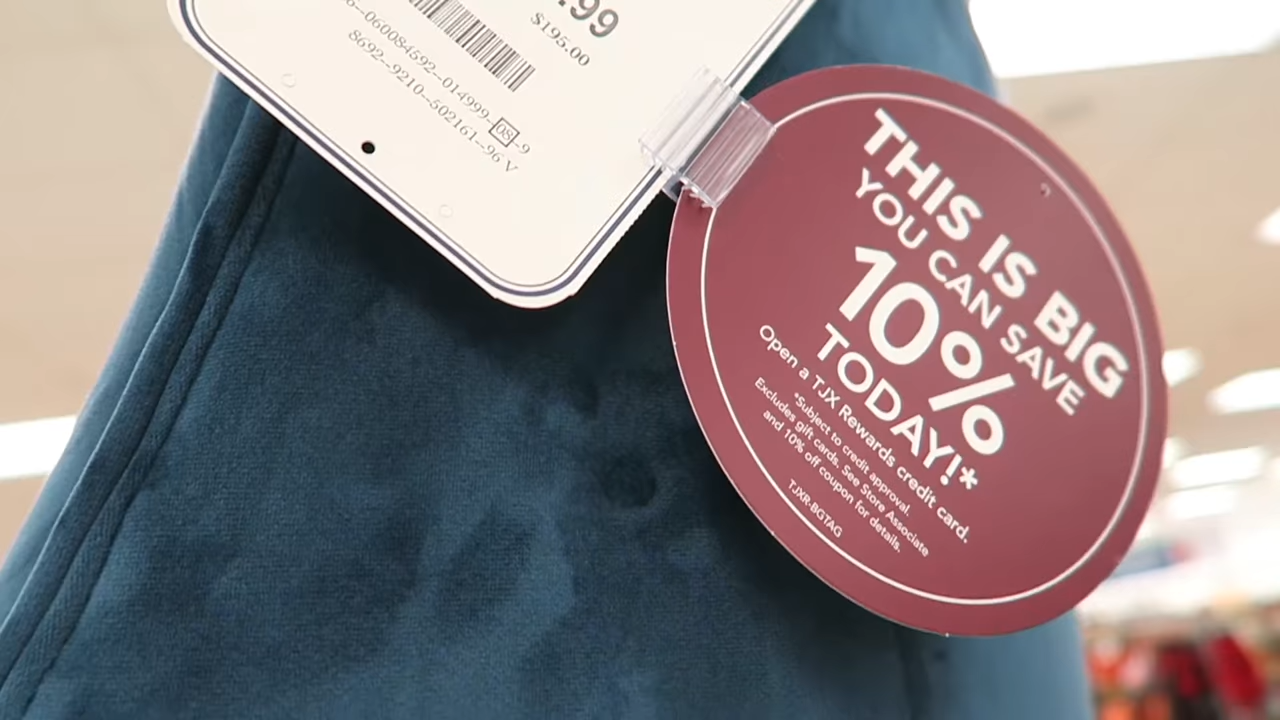 .99
$195.00
6--060084592--014999--08--9
8692--9210--502161--96 V
THIS IS BIG
YOU CAN SAVE
10%
TODAY!*
Open a TJX Rewards credit card.
*Subject to credit approval.
Excludes gift cards. See Store Associate
and 10% off coupon for details.
TJXR-BGTAG